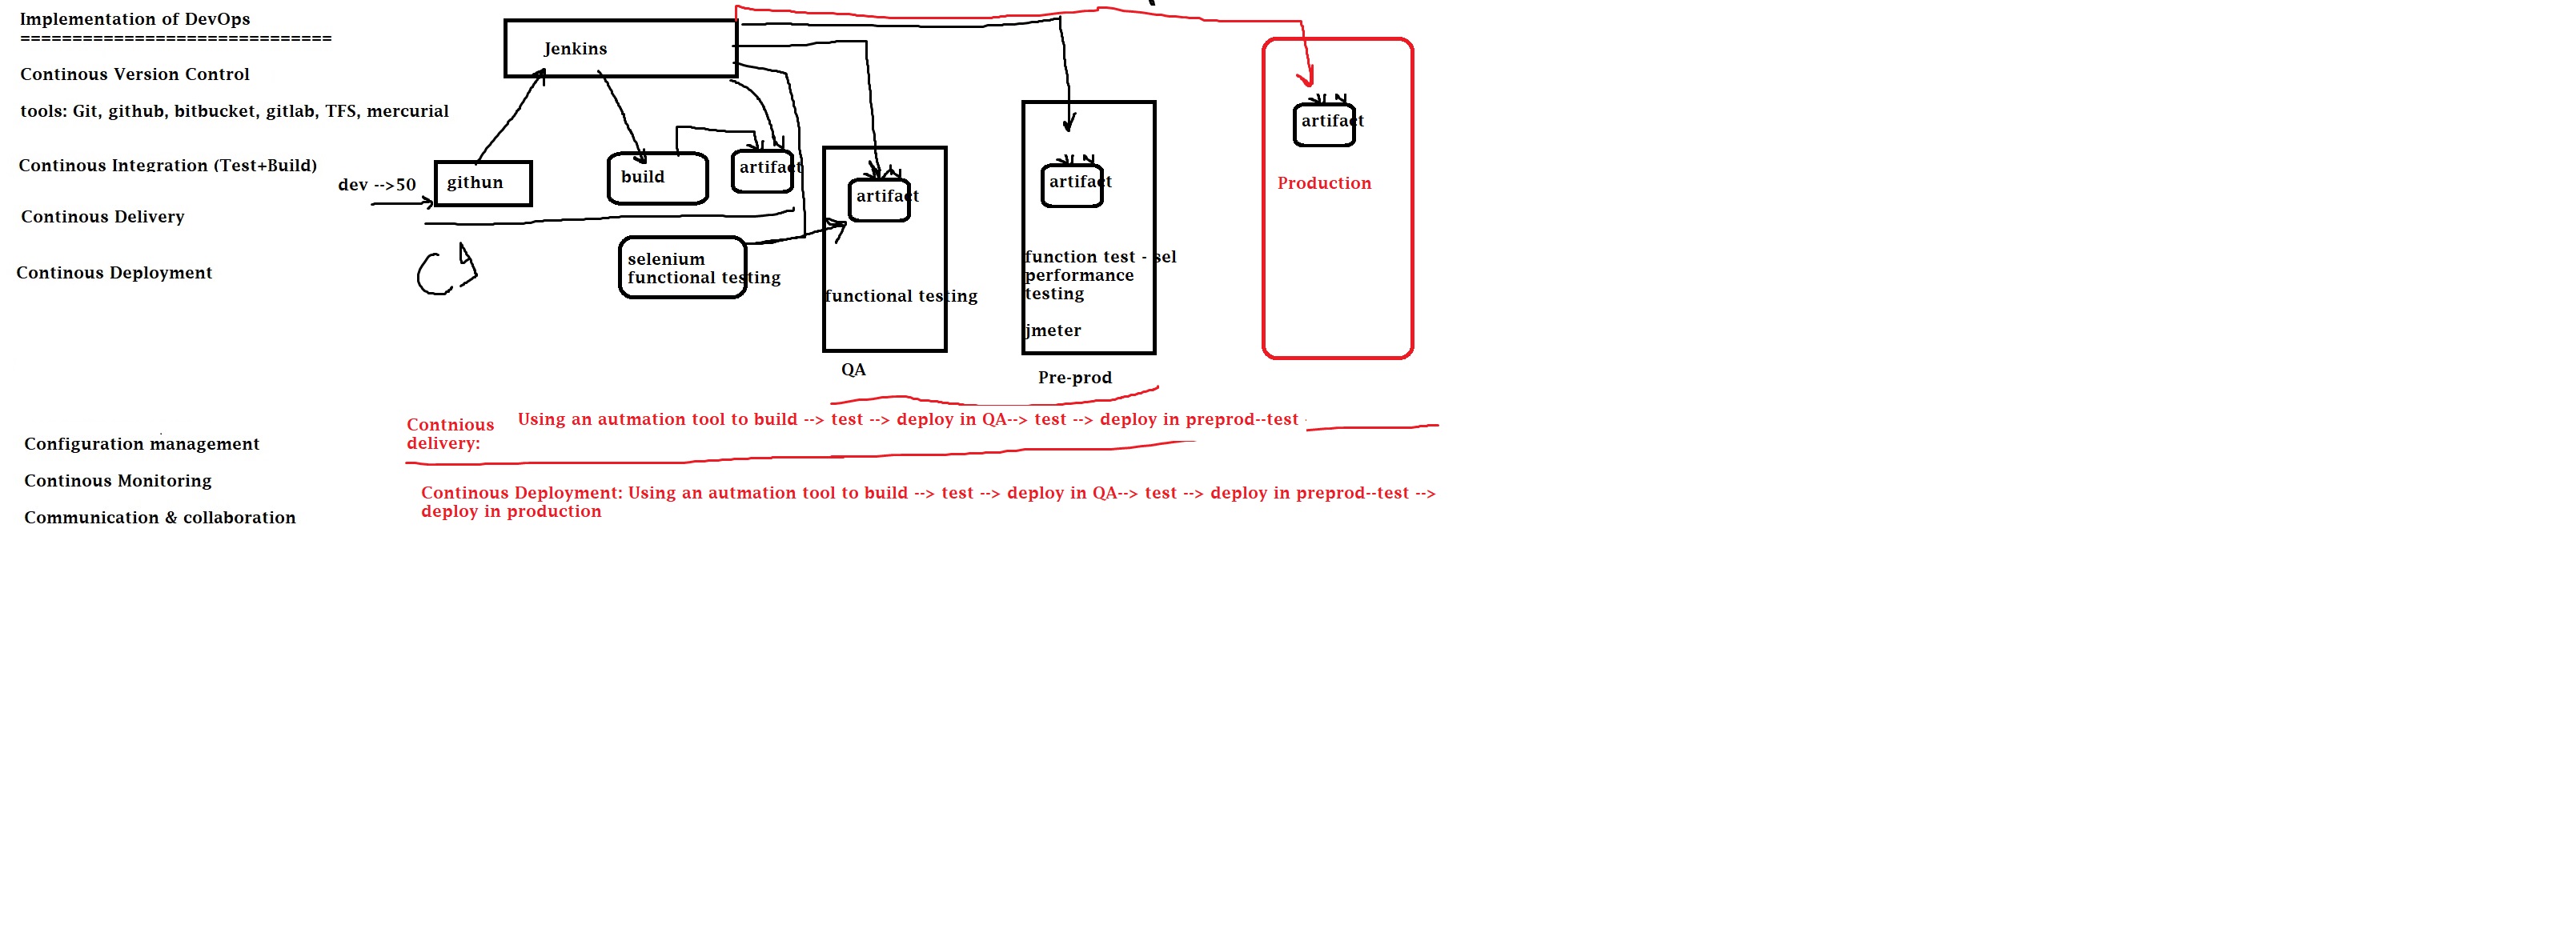 Implementation of DevOps
==============================
Continous Version Control
tools: Git, github, bitbucket, gitlab, TFS, mercurial
Continous Integration (Test+Build)
Continous Delivery
Continous Deployment
Configuration management
Continous Monitoring
Communication & collaboration
Jenkins
dev -->50
githun
build
artifact
selenium
functional testing
artifact
functional testing
QA
artifact
function test - sel
performance
testing
jmeter
Pre-prod
artifact
Production
Contnious
delivery:
Using an autmation tool to build --> test --> deploy in QA--> test --> deploy in preprod--test
Continous Deployment: Using an autmation tool to build --> test --> deploy in QA--> test --> deploy in preprod--test -->
deploy in production